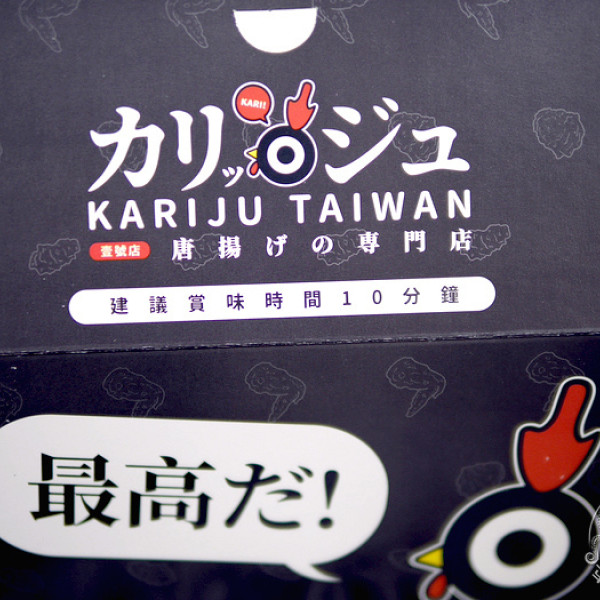 KARI!
カリッジュ
KARIJU TAIWAN
壹號店 唐揚げの専門店
建議賞味時間10分鐘
最高だ!